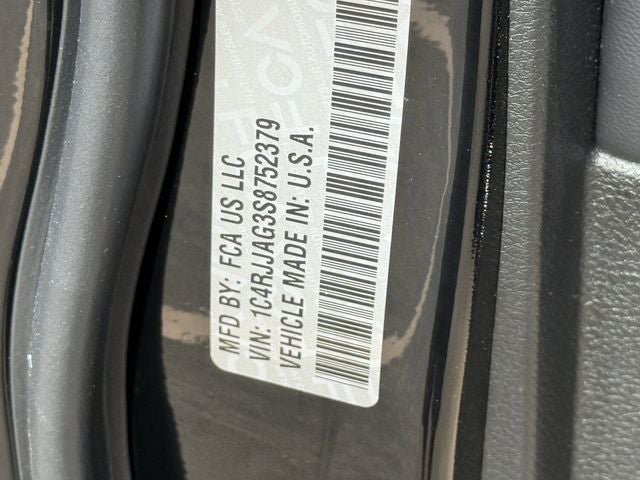 MFD BY: FCA US LLC
VIN: 1C4RJJAG3S8752379
VEHICLE MADE IN: U.S.A.